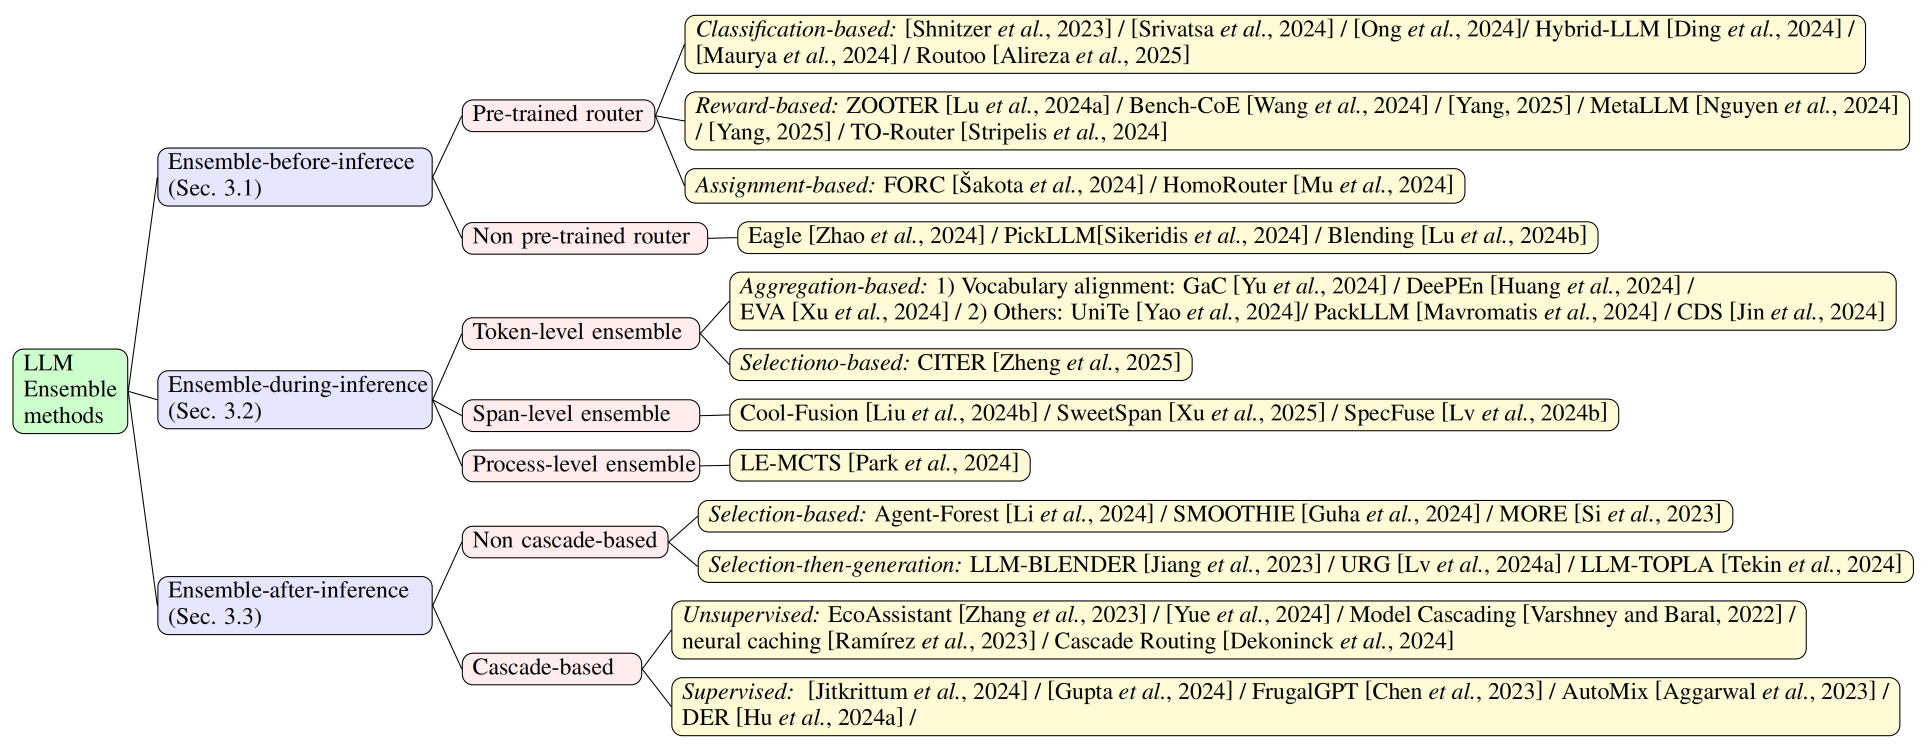 LLM
Ensemble
methods
Ensemble-before-inferece
(Sec. 3.1)
Pre-trained router
Classification-based: [Shnitzer et al., 2023] / [Srivatsa et al., 2024] / [Ong et al., 2024]/ Hybrid-LLM [Ding et al., 2024] /
[Maurya et al., 2024] / Routoo [Alireza et al., 2025]
Reward-based: ZOOTER [Lu et al., 2024a] / Bench-CoE [Wang et al., 2024] / [Yang, 2025] / MetaLLM [Nguyen et al., 2024]
/ [Yang, 2025] / TO-Router [Stripelis et al., 2024]
Assignment-based: FORC [Šakota et al., 2024] / HomoRouter [Mu et al., 2024]
Non pre-trained router
Eagle [Zhao et al., 2024] / PickLLM[Sikeridis et al., 2024] / Blending [Lu et al., 2024b]
Ensemble-during-inference
(Sec. 3.2)
Token-level ensemble
Aggregation-based: 1) Vocabulary alignment: GaC [Yu et al., 2024] / DeePEn [Huang et al., 2024] /
EVA [Xu et al., 2024] / 2) Others: UniTe [Yao et al., 2024]/ PackLLM [Mavromatis et al., 2024] / CDS [Jin et al., 2024]
Selectiono-based: CITER [Zheng et al., 2025]
Span-level ensemble
Cool-Fusion [Liu et al., 2024b] / SweetSpan [Xu et al., 2025] / SpecFuse [Lv et al., 2024b]
Process-level ensemble
LE-MCTS [Park et al., 2024]
Ensemble-after-inference
(Sec. 3.3)
Non cascade-based
Selection-based: Agent-Forest [Li et al., 2024] / SMOOTHIE [Guha et al., 2024] / MORE [Si et al., 2023]
Selection-then-generation: LLM-BLENDER [Jiang et al., 2023] / URG [Lv et al., 2024a] / LLM-TOPLA [Tekin et al., 2024]
Cascade-based
Unsupervised: EcoAssistant [Zhang et al., 2023] / [Yue et al., 2024] / Model Cascading [Varshney and Baral, 2022] /
neural caching [Ramírez et al., 2023] / Cascade Routing [Dekoninck et al., 2024]
Supervised: [Jitkrittum et al., 2024] / [Gupta et al., 2024] / FrugalGPT [Chen et al., 2023] / AutoMix [Aggarwal et al., 2023] /
DER [Hu et al., 2024a] /